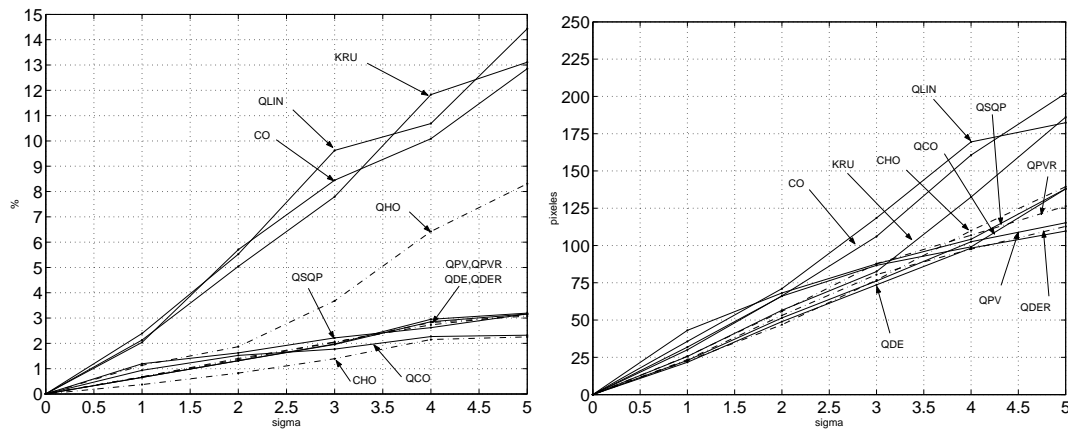 15
14
13
12
11
10
9
8
7
6
5
4
3
2
1
0
%
KRU
QLIN
CO
QHO
QPV,QPVR
QSQP
QDE,QDER
CHO
QCO
0 0.5 1 1.5 2 2.5 3 3.5 4 4.5 5
sigma
250
225
200
175
150
125
100
75
50
25
0
pixeles
QLIN
QSQP
QCO
CHO
KRU
QPVR
CO
QPV
QDER
QDE
0 0.5 1 1.5 2 2.5 3 3.5 4 4.5 5
sigma